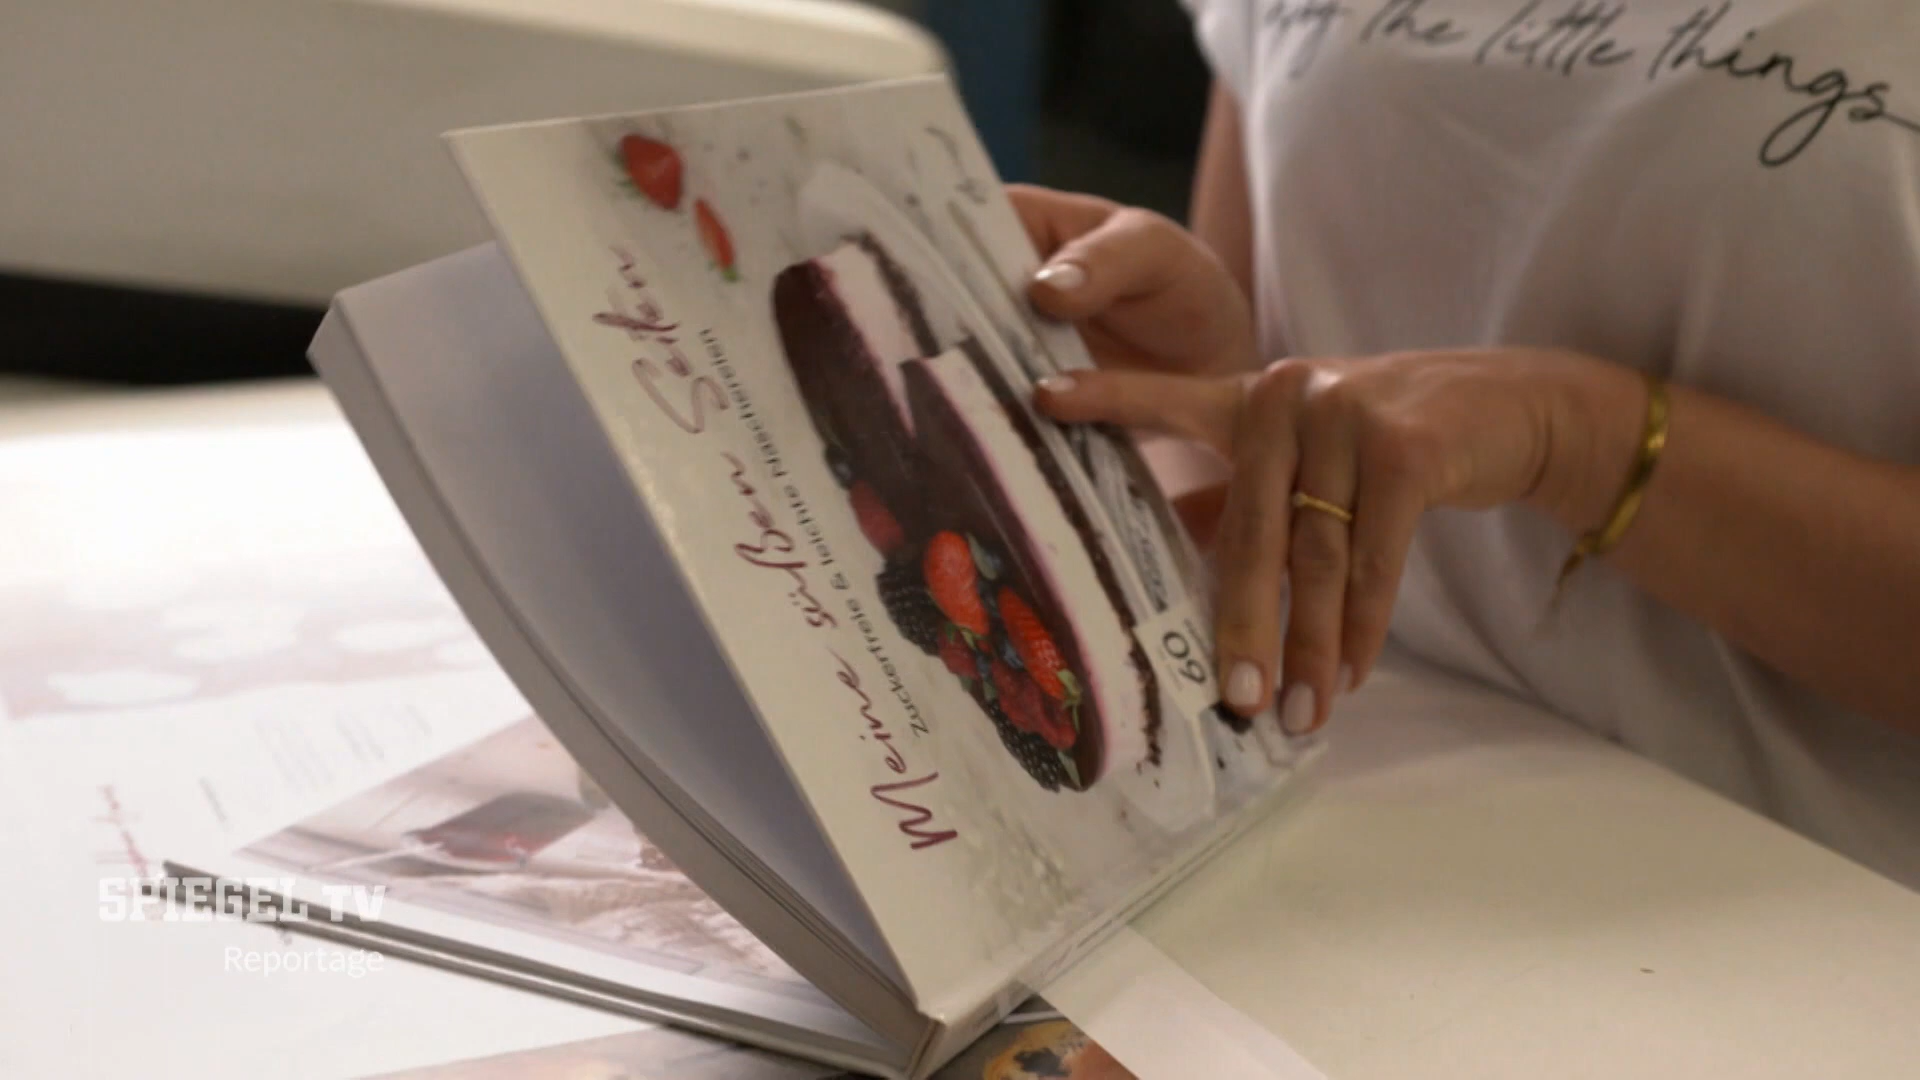 the little things
Meine süßen Seiten
Zuckerfreie & leichte Naschereien
60
SPIEGEL TV
Reportage